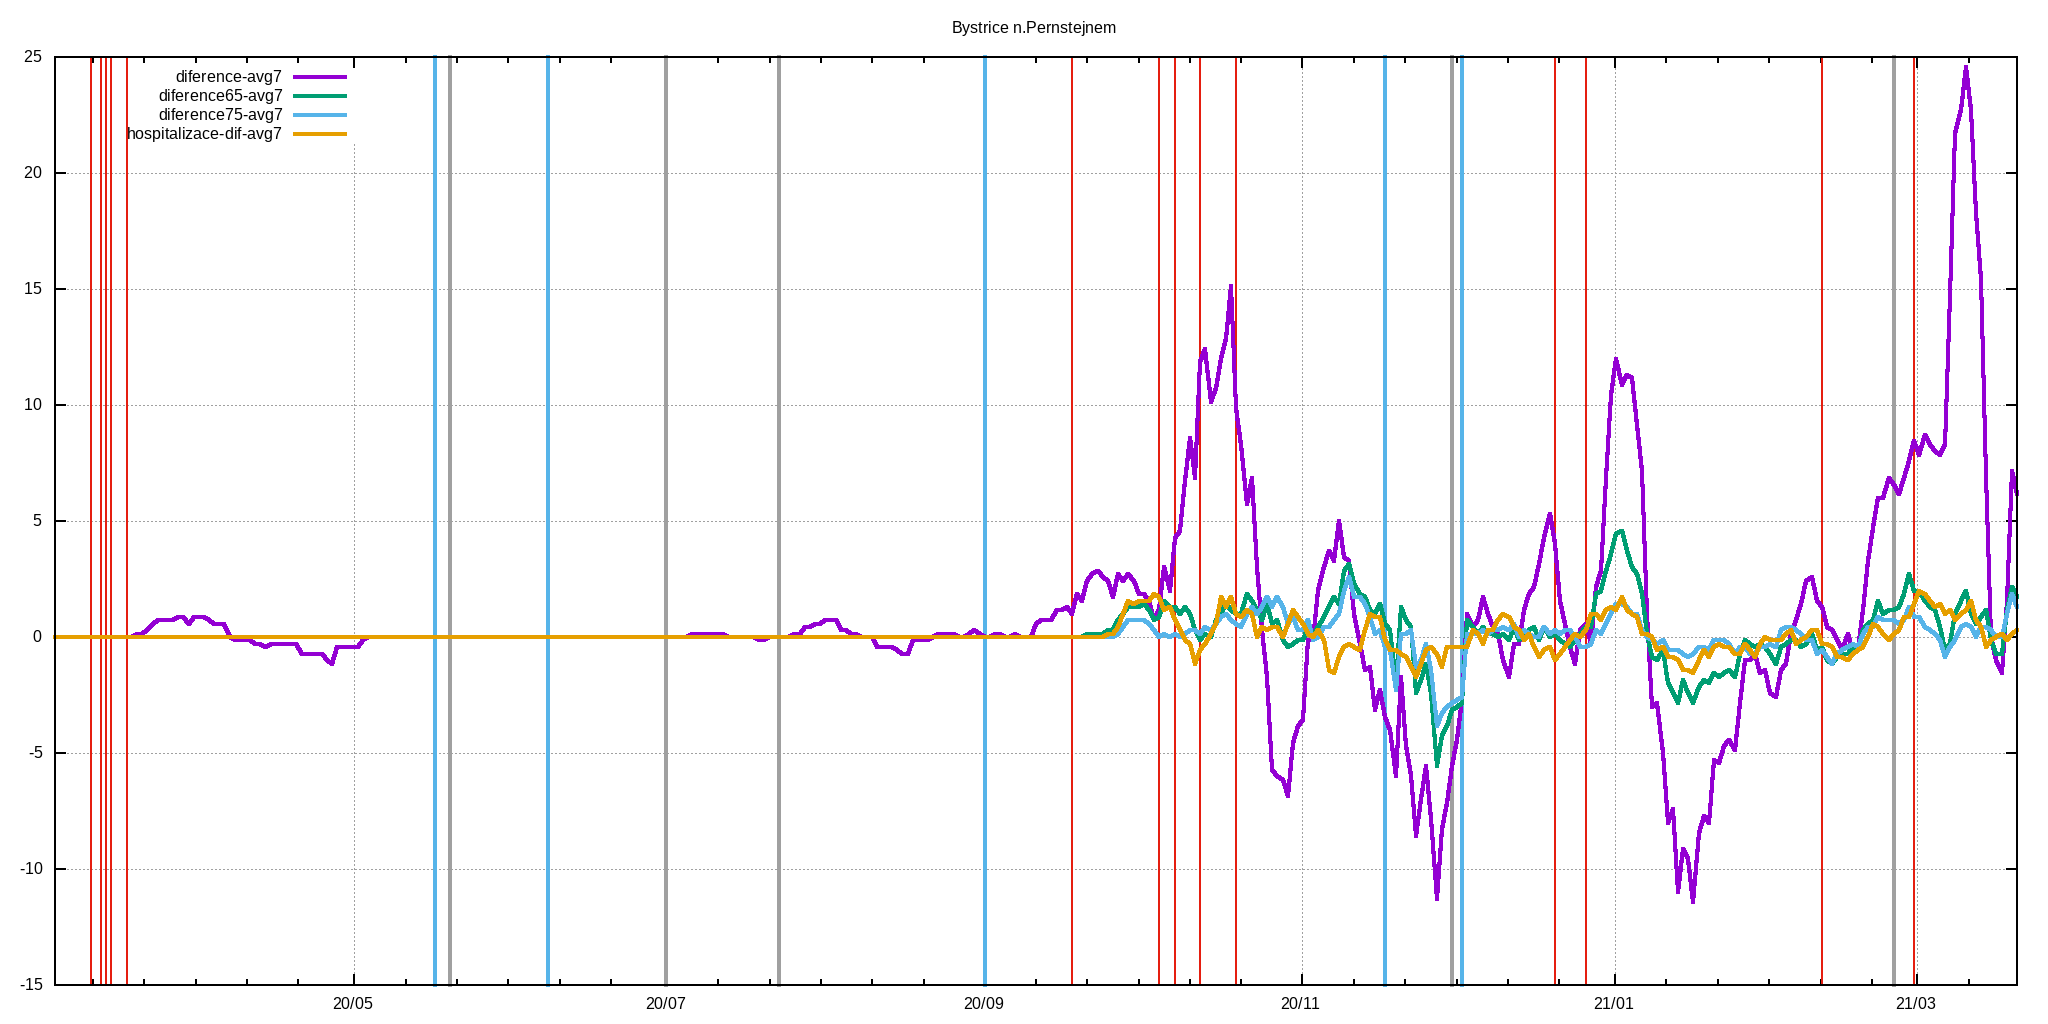 Bystrice n.Pernstejnem
25
diference-avg7
diference65-avg7
diference75-avg7
hospitalizace-dif-avg7
20
15
10
5
0
-5
-10
-15
20/05 20/07 20/09 20/11 21/01 21/03